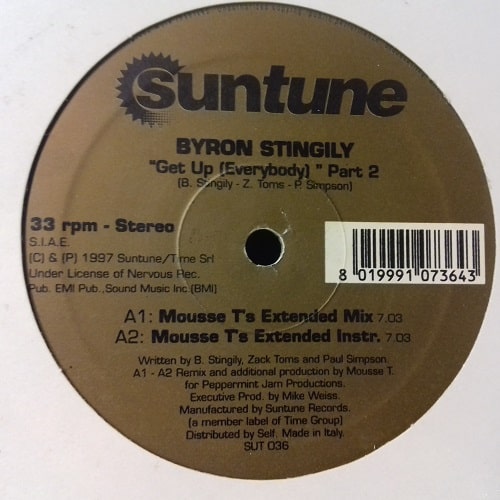 suntune
BYRON STINGILY
"Get Up (Everybody) " Part 2
(B. Stingily - Z. Toms - P. Simpson)
33 rpm - Stereo
S.I.A.E.
(C) & (P) 1997 Suntune/Time Srl
Under License of Nervous Rec.
Pub. EMI Pub.,Sound Music Inc.(BMI)
8 019991 073643
A1: Mousse T's Extended Mix 7.03
A2: Mousse T's Extended Instr. 7.03
Written by B. Stingily, Zack Toms and Paul Simpson.
A1 - A2 Remix and additional production by Mousse T.
for Peppermint Jam Productions.
Executive Prod. by Mike Weiss.
Manufactured by Suntune Records.
(a member label of Time Group)
Distributed by Self. Made in Italy.
SUT 036